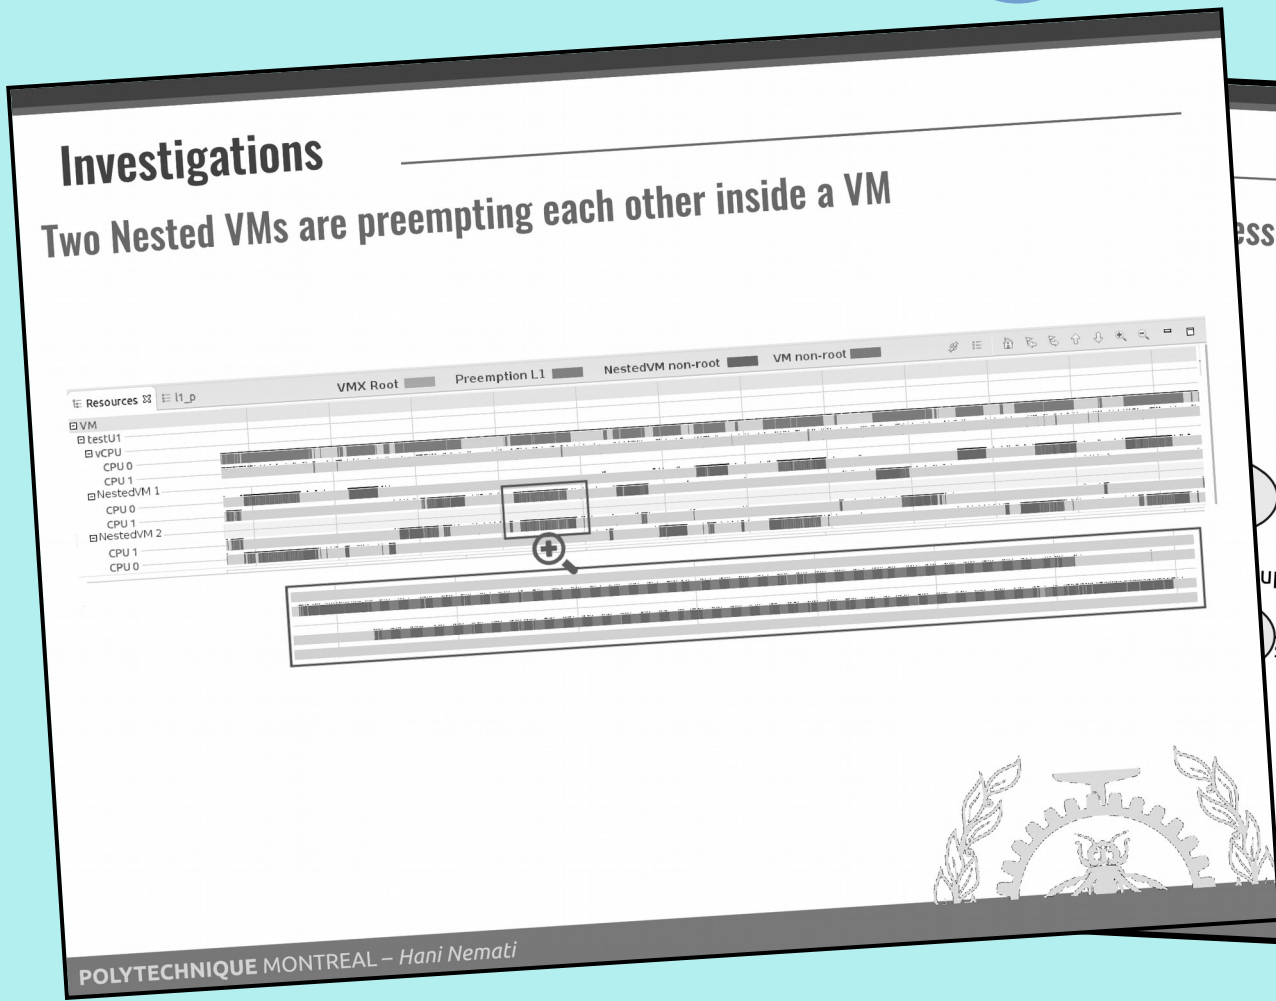 Investigations
Two Nested VMs are preempting each other inside a VM
VMX Root
Preemption L1
NestedVM non-root
VM non-root
Resources
l1_p
VM
testU1
vCPU
CPU 0
CPU 1
NestedVM 1
CPU 0
CPU 1
NestedVM 2
CPU 1
CPU 0
POLYTECHNIQUE MONTREAL – Hani Nemati
ess